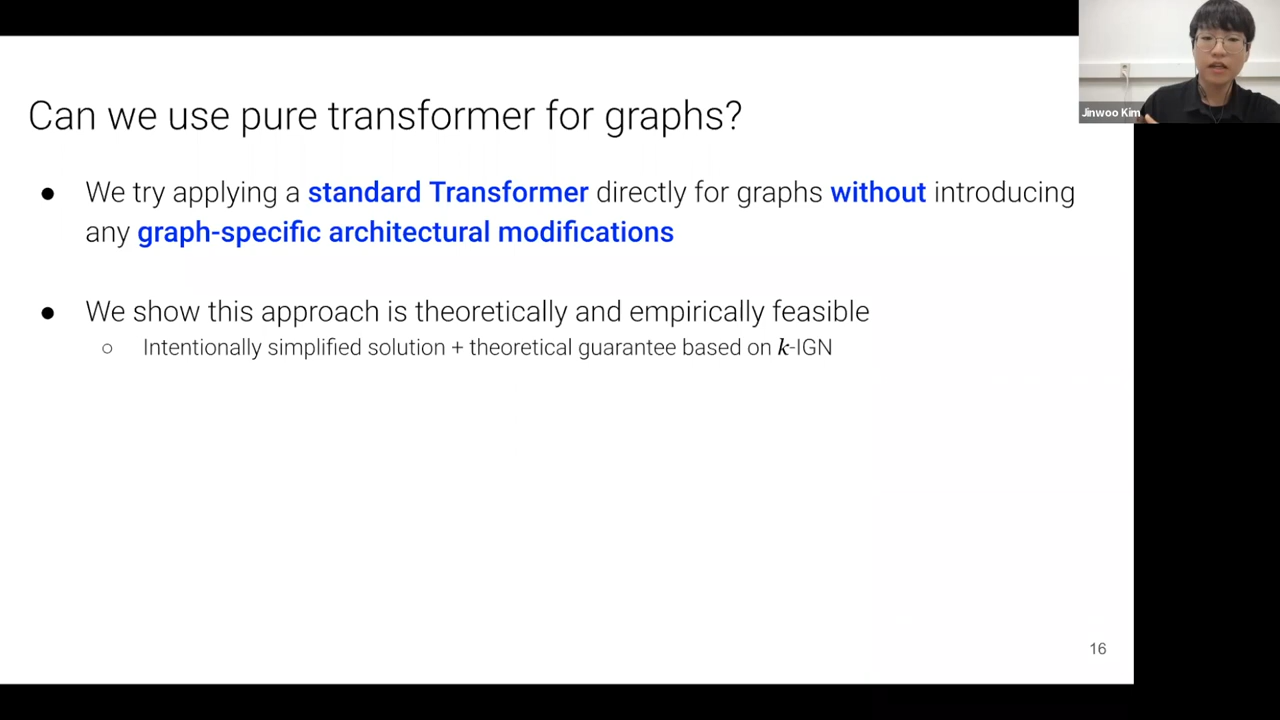 Jinwoo Kim
Can we use pure transformer for graphs?
● We try applying a standard Transformer directly for graphs without introducing
any graph-specific architectural modifications
● We show this approach is theoretically and empirically feasible
○ Intentionally simplified solution + theoretical guarantee based on k-IGN
16